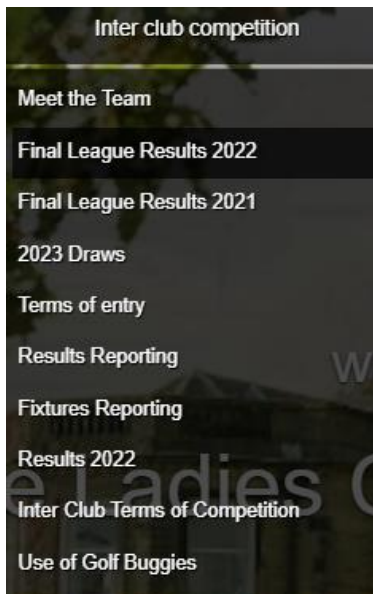 Inter club competition
Meet the Team
Final League Results 2022
Final League Results 2021
2023 Draws
Terms of entry
Results Reporting
W
Fixtures Reporting
Results 2022
e Ladies
Inter Club Terms of Competition
Use of Golf Buggies